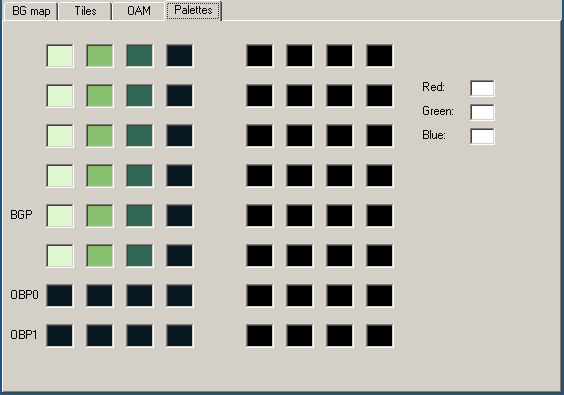 BG map Tiles OAM Palettes
Red:
Green:
Blue:
BGP
OBP0
OBP1